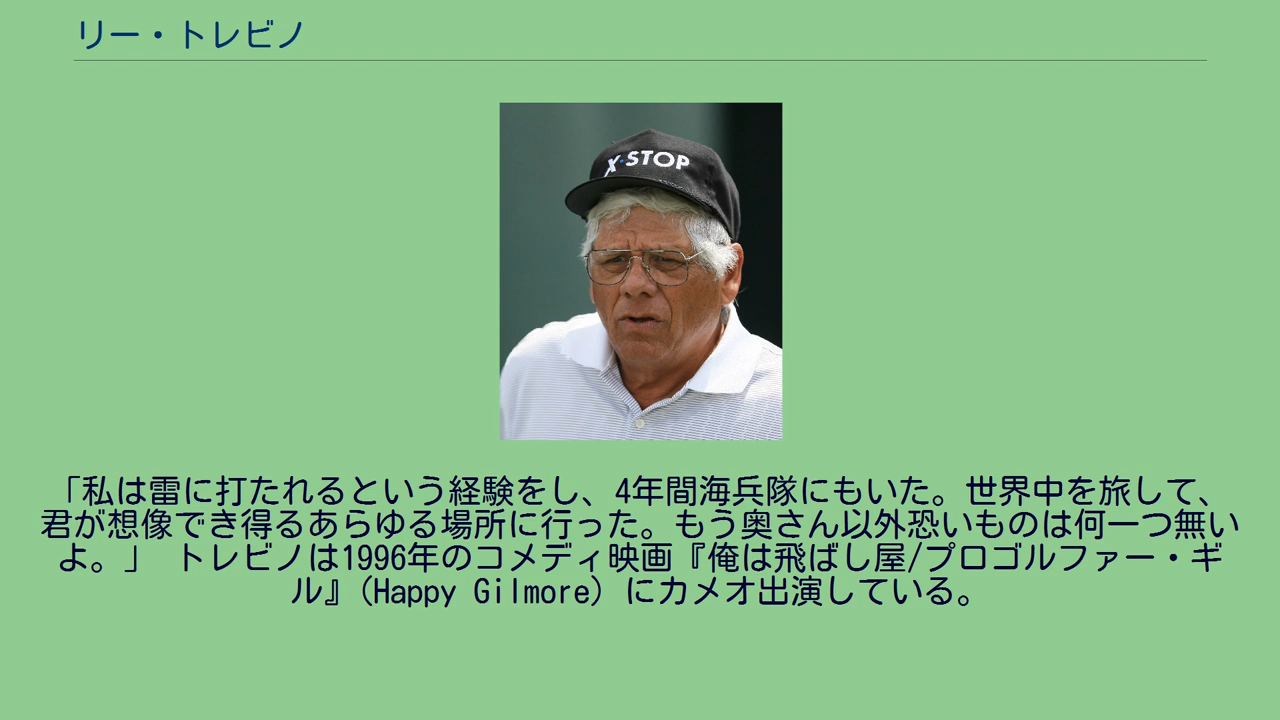 リー・トレビノ
X-STOP
「私は雷に打たれるという経験をし、4年間海兵隊にもいた。世界中を旅して、
君が想像でき得るあらゆる場所に行った。もう奥さん以外恐いものは何一つ無い
よ。」 トレビノは1996年のコメディ映画『俺は飛ばし屋/プロゴルファー・ギ
ル』(Happy Gilmore) にカメオ出演している。